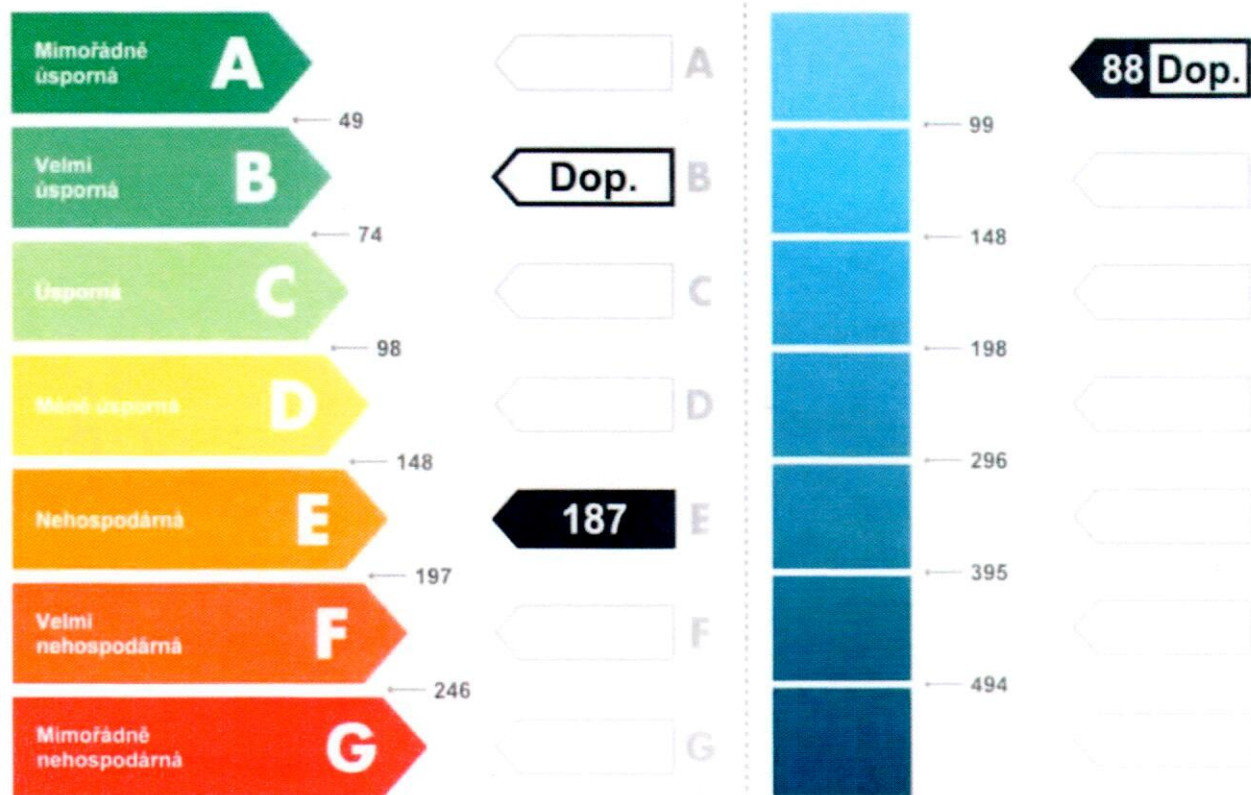 Mimořádně
úsporná
A
A
88 Dop.
49
99
Velmi
úsporná
B
Dop.
B
74
148
Úsporná
C
C
98
198
Méně úsporná
D
D
148
296
Nehospodárná
E
187
E
197
395
Velmi
nehospodárná
F
F
246
494
Mimořádně
nehospodárná
G
G